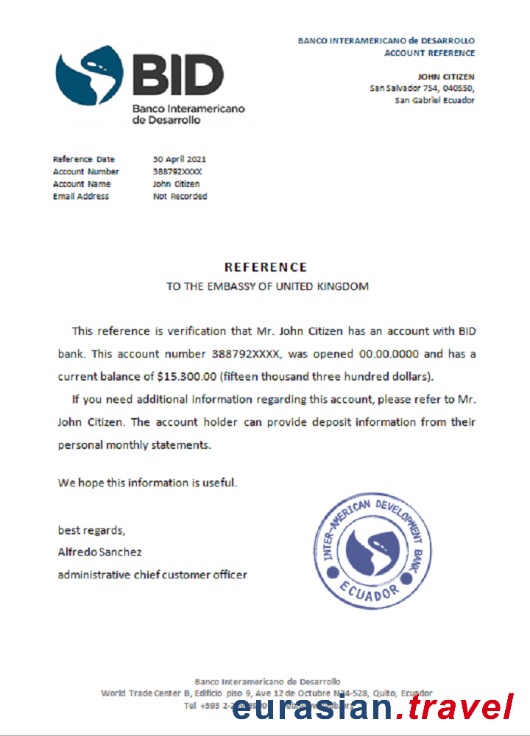 BANCO INTERAMERICANO de DESARROLLO
ACCOUNT REFERENCE
BID
Banco Interamericano
de Desarrollo
JOHN CITIZEN
San Salvador 754, 040550,
San Gabriel Ecuador
Reference Date 30 April 2021
Account Number 388792XXXX
Account Name John Citizen
Email Address Not Recorded
REFERENCE
TO THE EMBASSY OF UNITED KINGDOM
This reference is verification that Mr. John Citizen has an account with BID
bank. This account number 388792XXXX, was opened 00.00.0000 and has a
current balance of $15.300.00 (fifteen thousand three hundred dollars).
If you need additional information regarding this account, please refer to Mr.
John Citizen. The account holder can provide deposit information from their
personal monthly statements.
We hope this information is useful.
best regards,
Alfredo Sanchez
administrative chief customer officer
INTER-AMERICAN DEVELOPMENT BANK
ECUADOR
Banco Interamericano de Desarrollo
World Trade Center B, Edificio piso 9, Ave 12 de Octubre N24-528, Quito, Ecuador
Tel +593
eurasian.travel